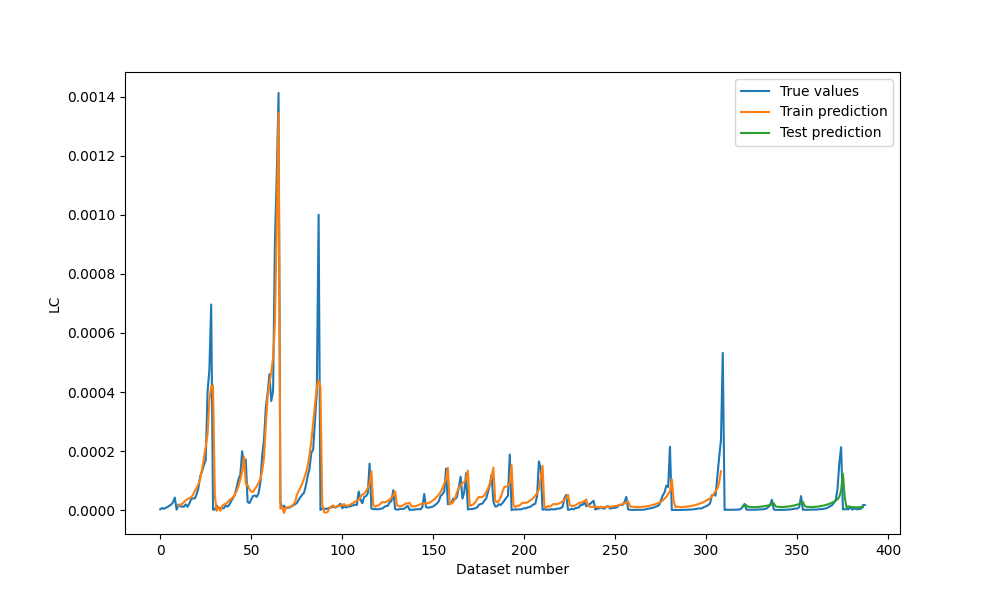 True values
Train prediction
Test prediction
0.0014
0.0012
0.0010
0.0008
0.0006
0.0004
0.0002
0.0000
LC
0 50 100 150 200 250 300 350 400
Dataset number